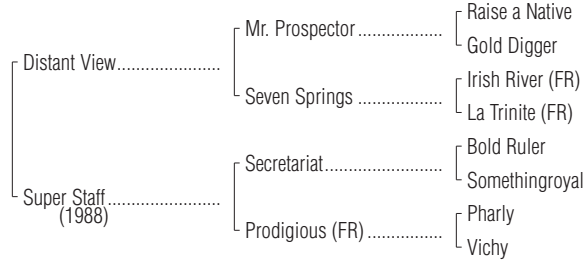 Raise a Native
Mr. Prospector ..................
Gold Digger
Distant View......................
Irish River (FR)
Seven Springs ..................
La Trinite (FR)
Bold Ruler
Secretariat.........................
Somethingroyal
Super Staff........................
(1988)
Pharly
Prodigious (FR) ................
Vichy